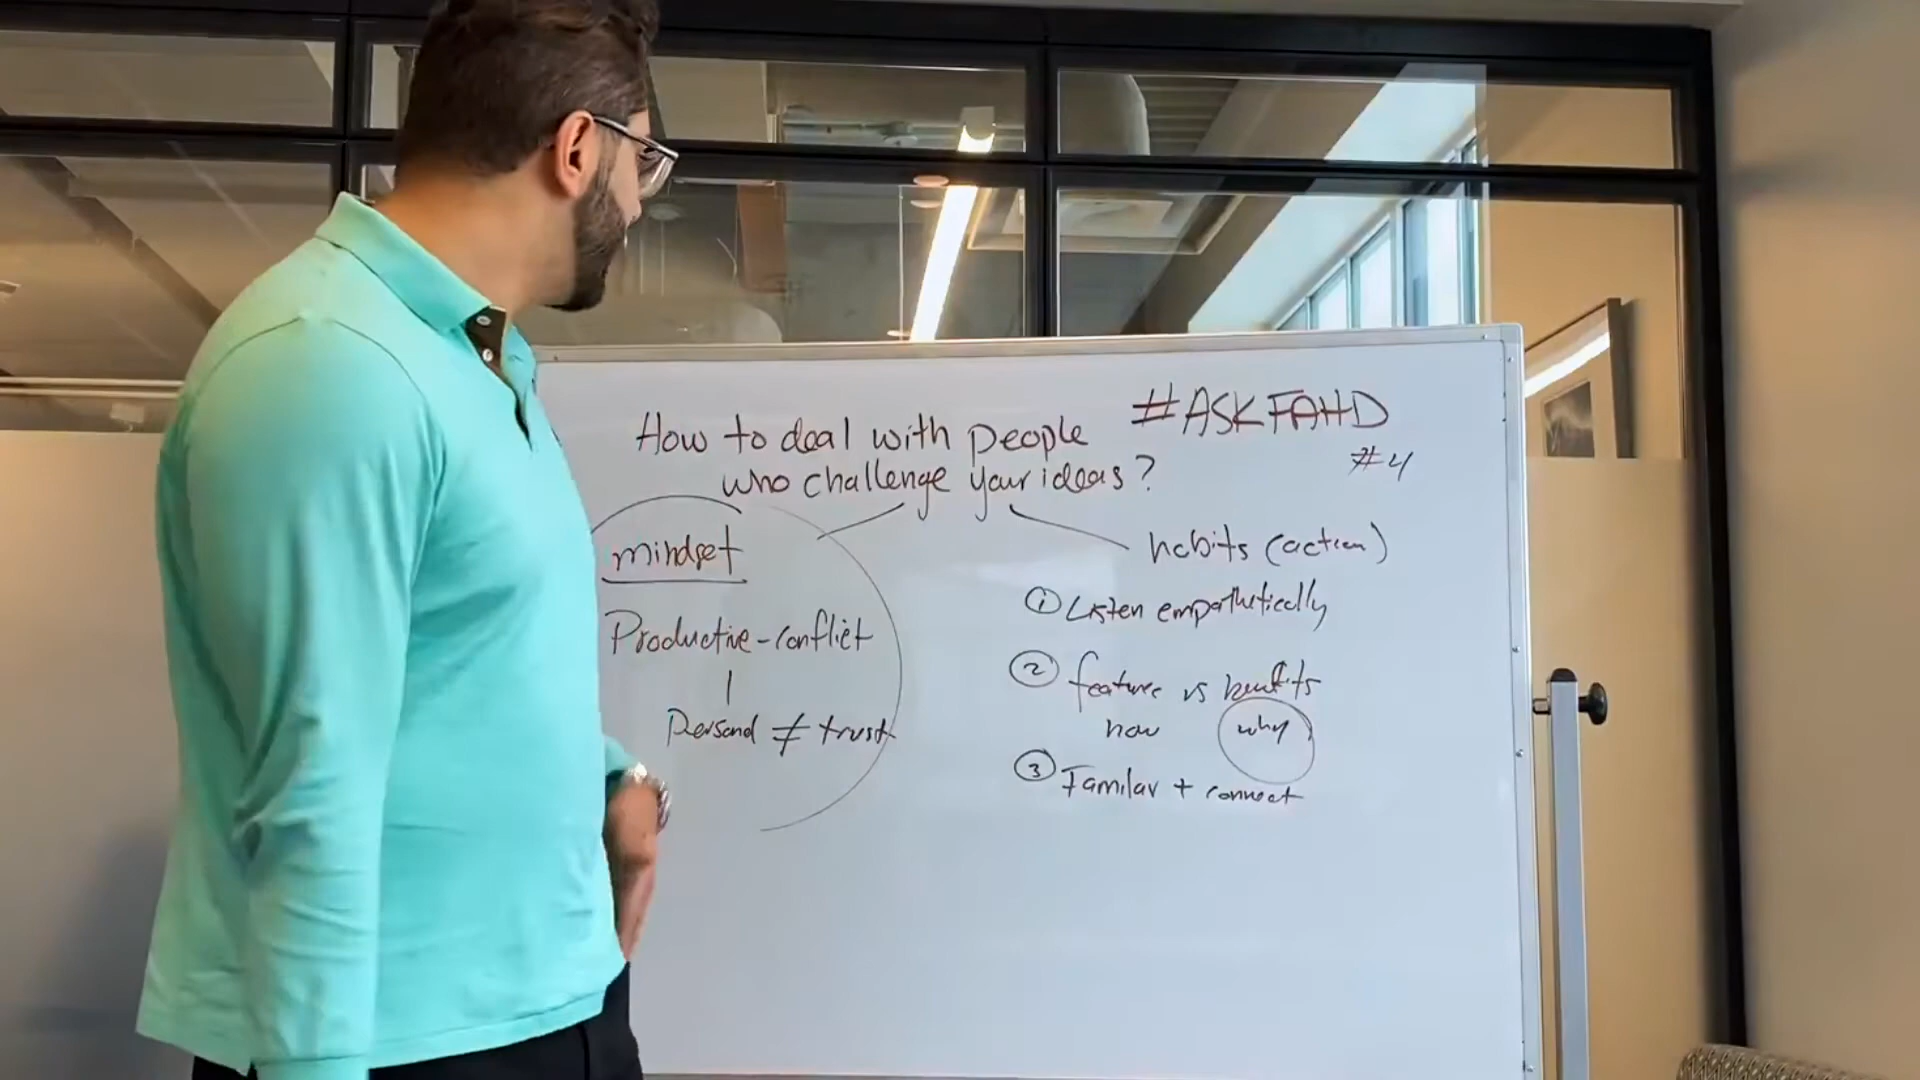 How to deal with people
who challenge your ideas?
#ASKFAHD
#4
mindset
Productive-conflict
|
Personal ≠ trust
habits (action)
① Listen empathetically
② feature vs benefits
how why
③ Familar + connect